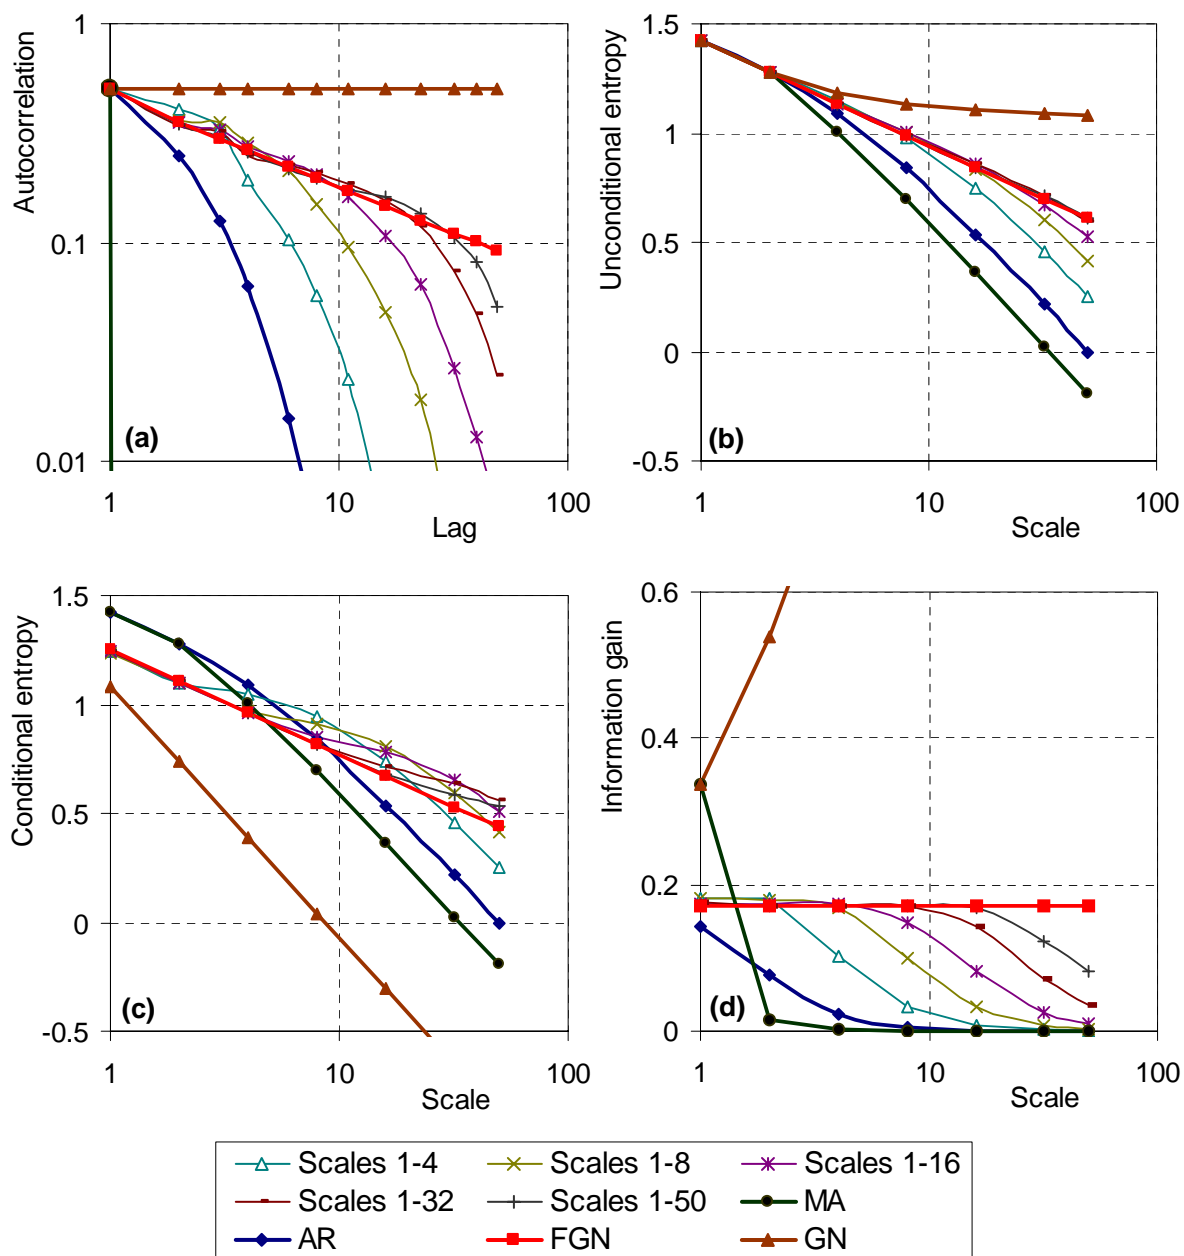 1
0.1
0.01
1
10
100
Autocorrelation
Lag
(a)
1.5
1
0.5
0
-0.5
1
10
100
Unconditional entropy
Scale
(b)
1.5
1
0.5
0
-0.5
1
10
100
Conditional entropy
Scale
(c)
0.6
0.4
0.2
0
1
10
100
Information gain
Scale
(d)
Scales 1-4
Scales 1-8
Scales 1-16
Scales 1-32
Scales 1-50
MA
AR
FGN
GN